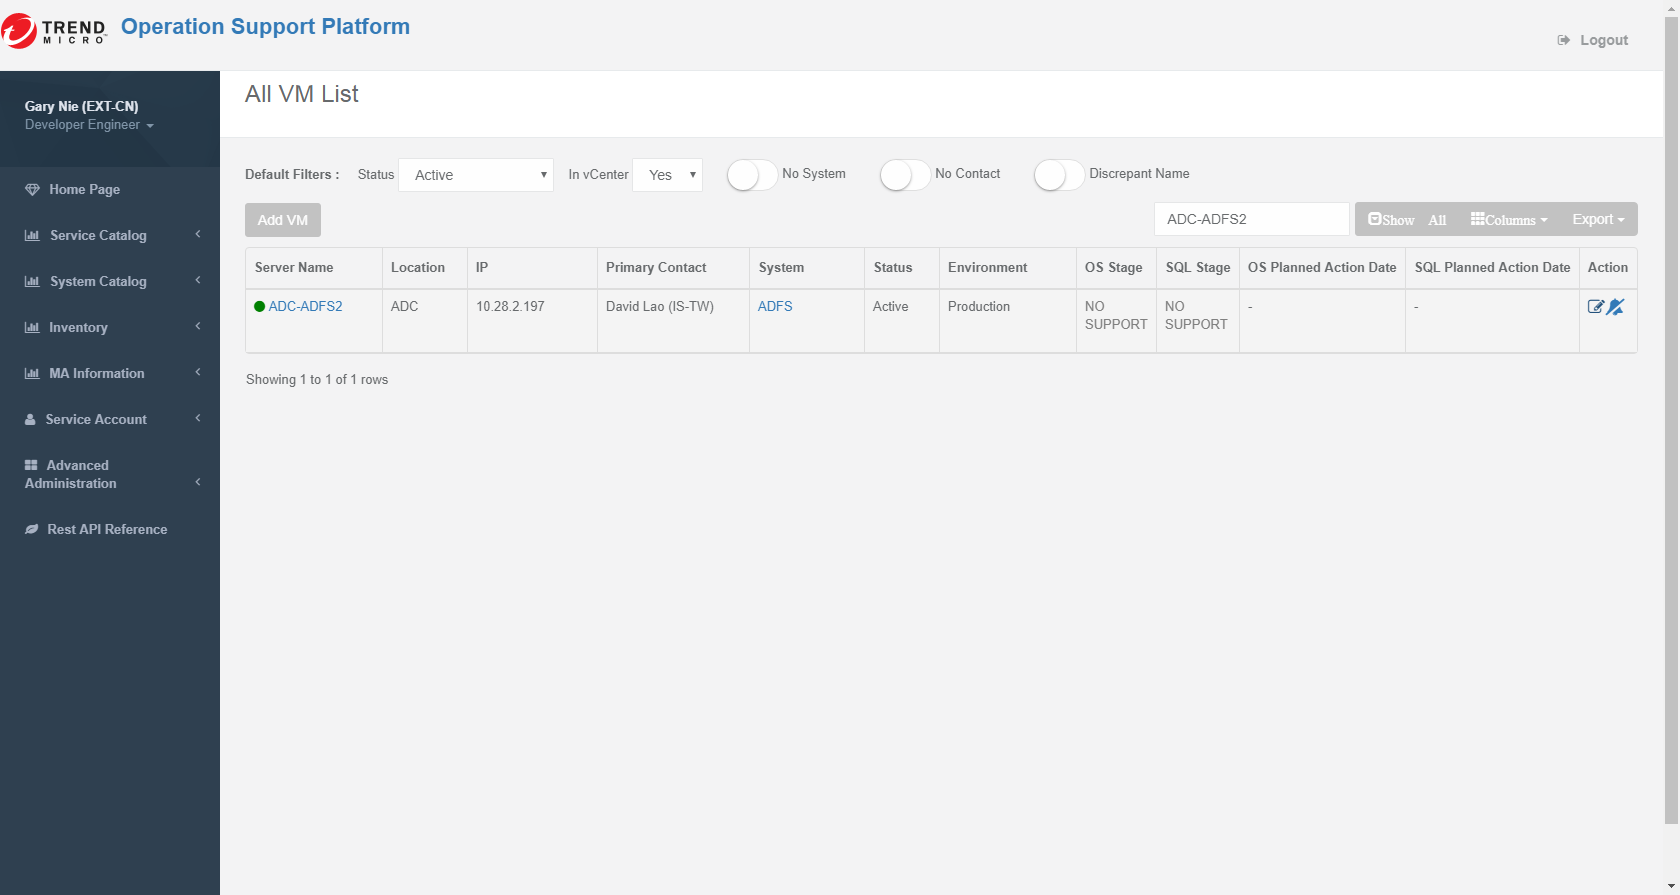 TREND MICRO Operation Support Platform
Logout
Gary Nie (EXT-CN)
Developer Engineer
Home Page
Service Catalog
System Catalog
Inventory
MA Information
Service Account
Advanced
Administration
Rest API Reference
All VM List
Default Filters : Status Active In vCenter Yes No System No Contact Discrepant Name
Add VM ADC-ADFS2 Show All Columns Export
Server Name Location IP Primary Contact System Status Environment OS Stage SQL Stage OS Planned Action Date SQL Planned Action Date Action
ADC-ADFS2 ADC 10.28.2.197 David Lao (IS-TW) ADFS Active Production NO NO - -
SUPPORT SUPPORT
Showing 1 to 1 of 1 rows